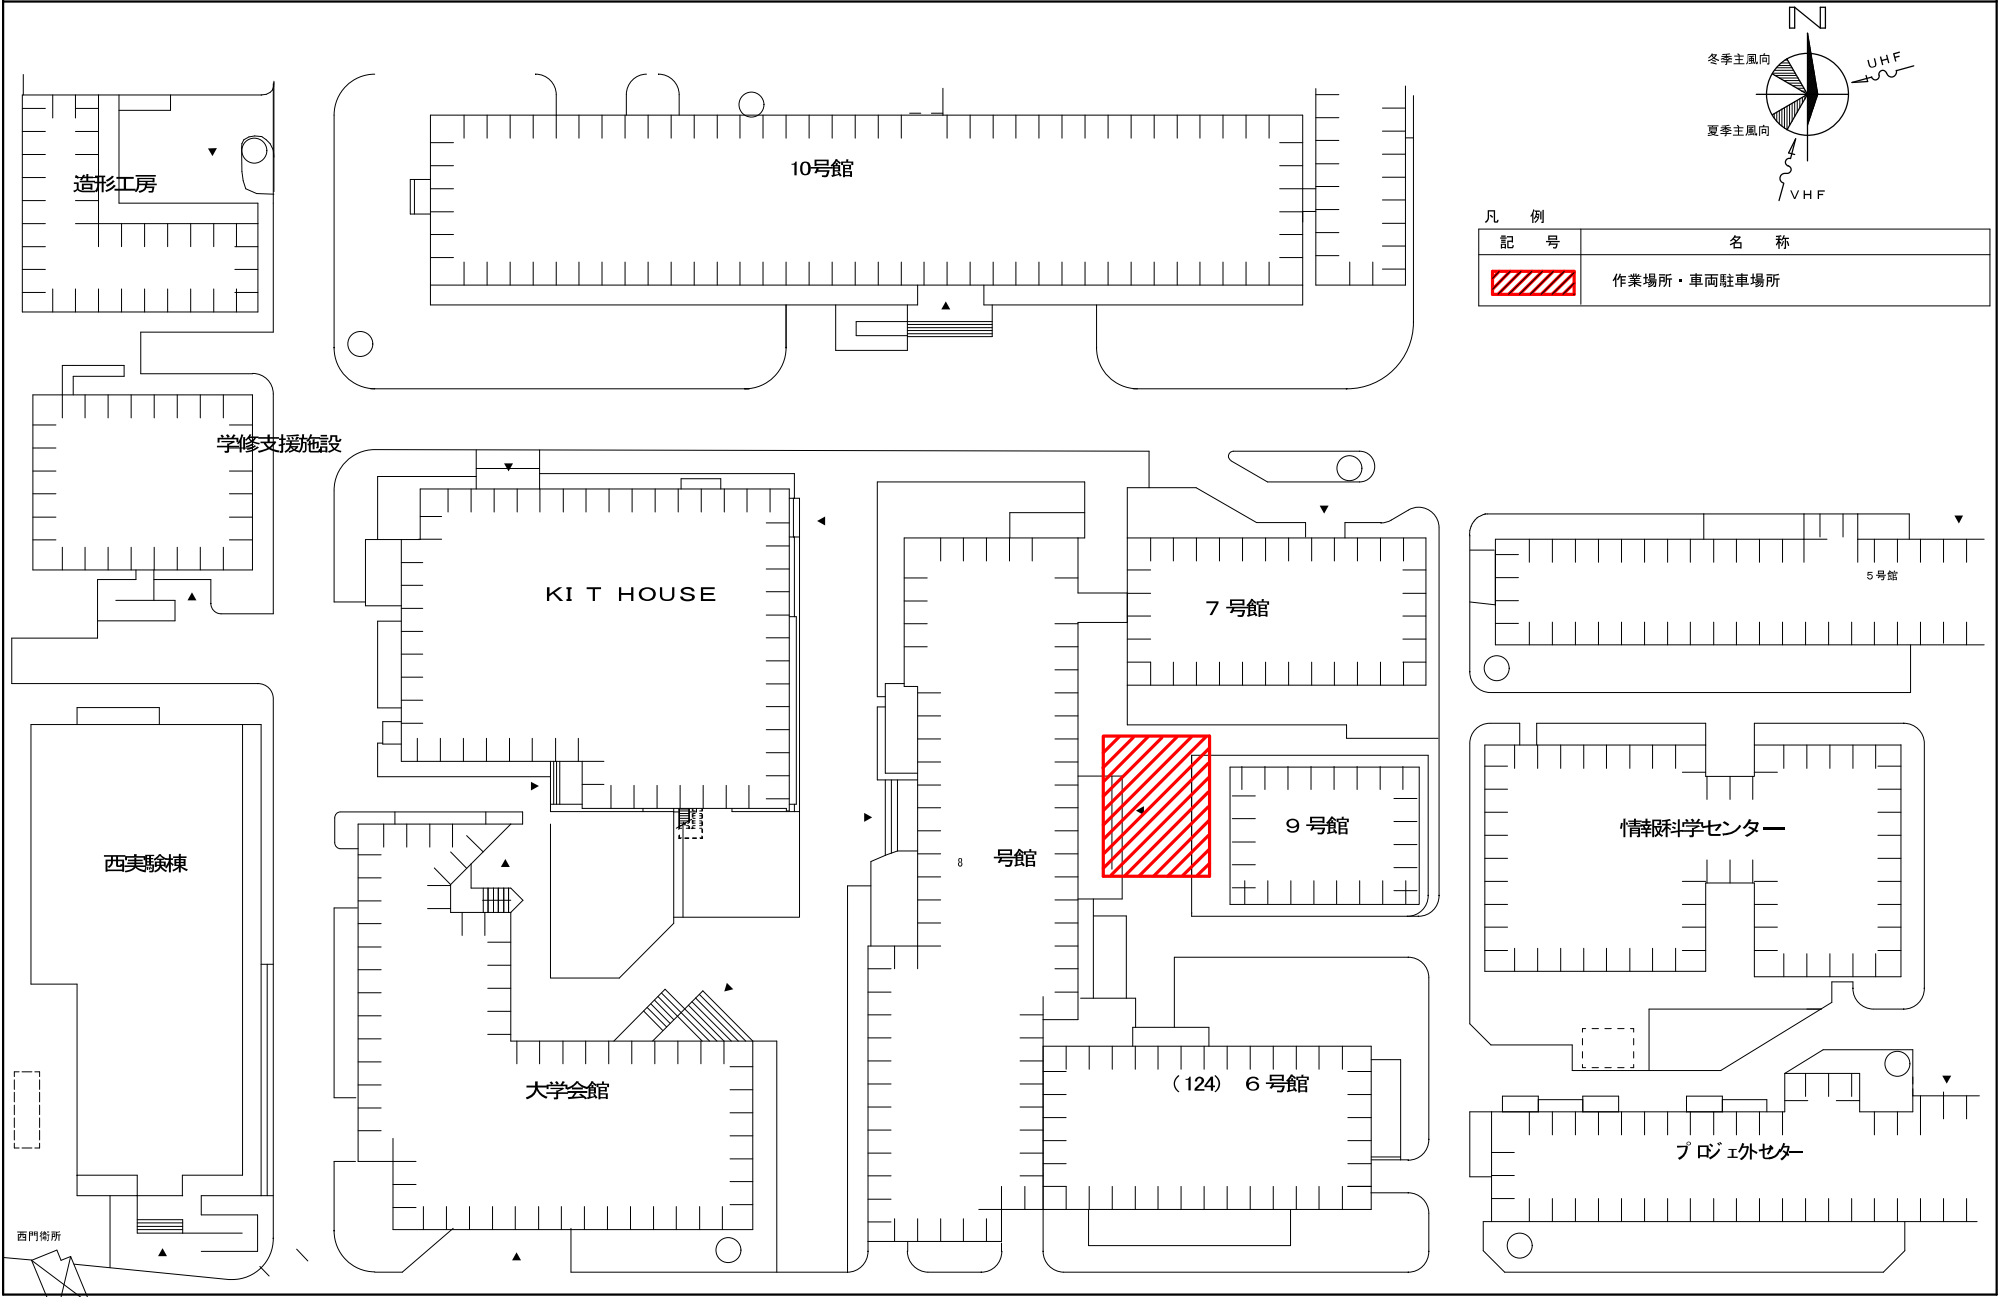 N
冬季主風向
UHF
夏季主風向
VHF
凡 例
記 号 名 称
作業場所・車両駐車場所
造形工房
10号館
学修支援施設
KIT HOUSE
7号館
5号館
西実験棟
8 号館
9号館
情報科学センター
大学会館
(124) 6号館
プロジェクトセンター
西門衛所